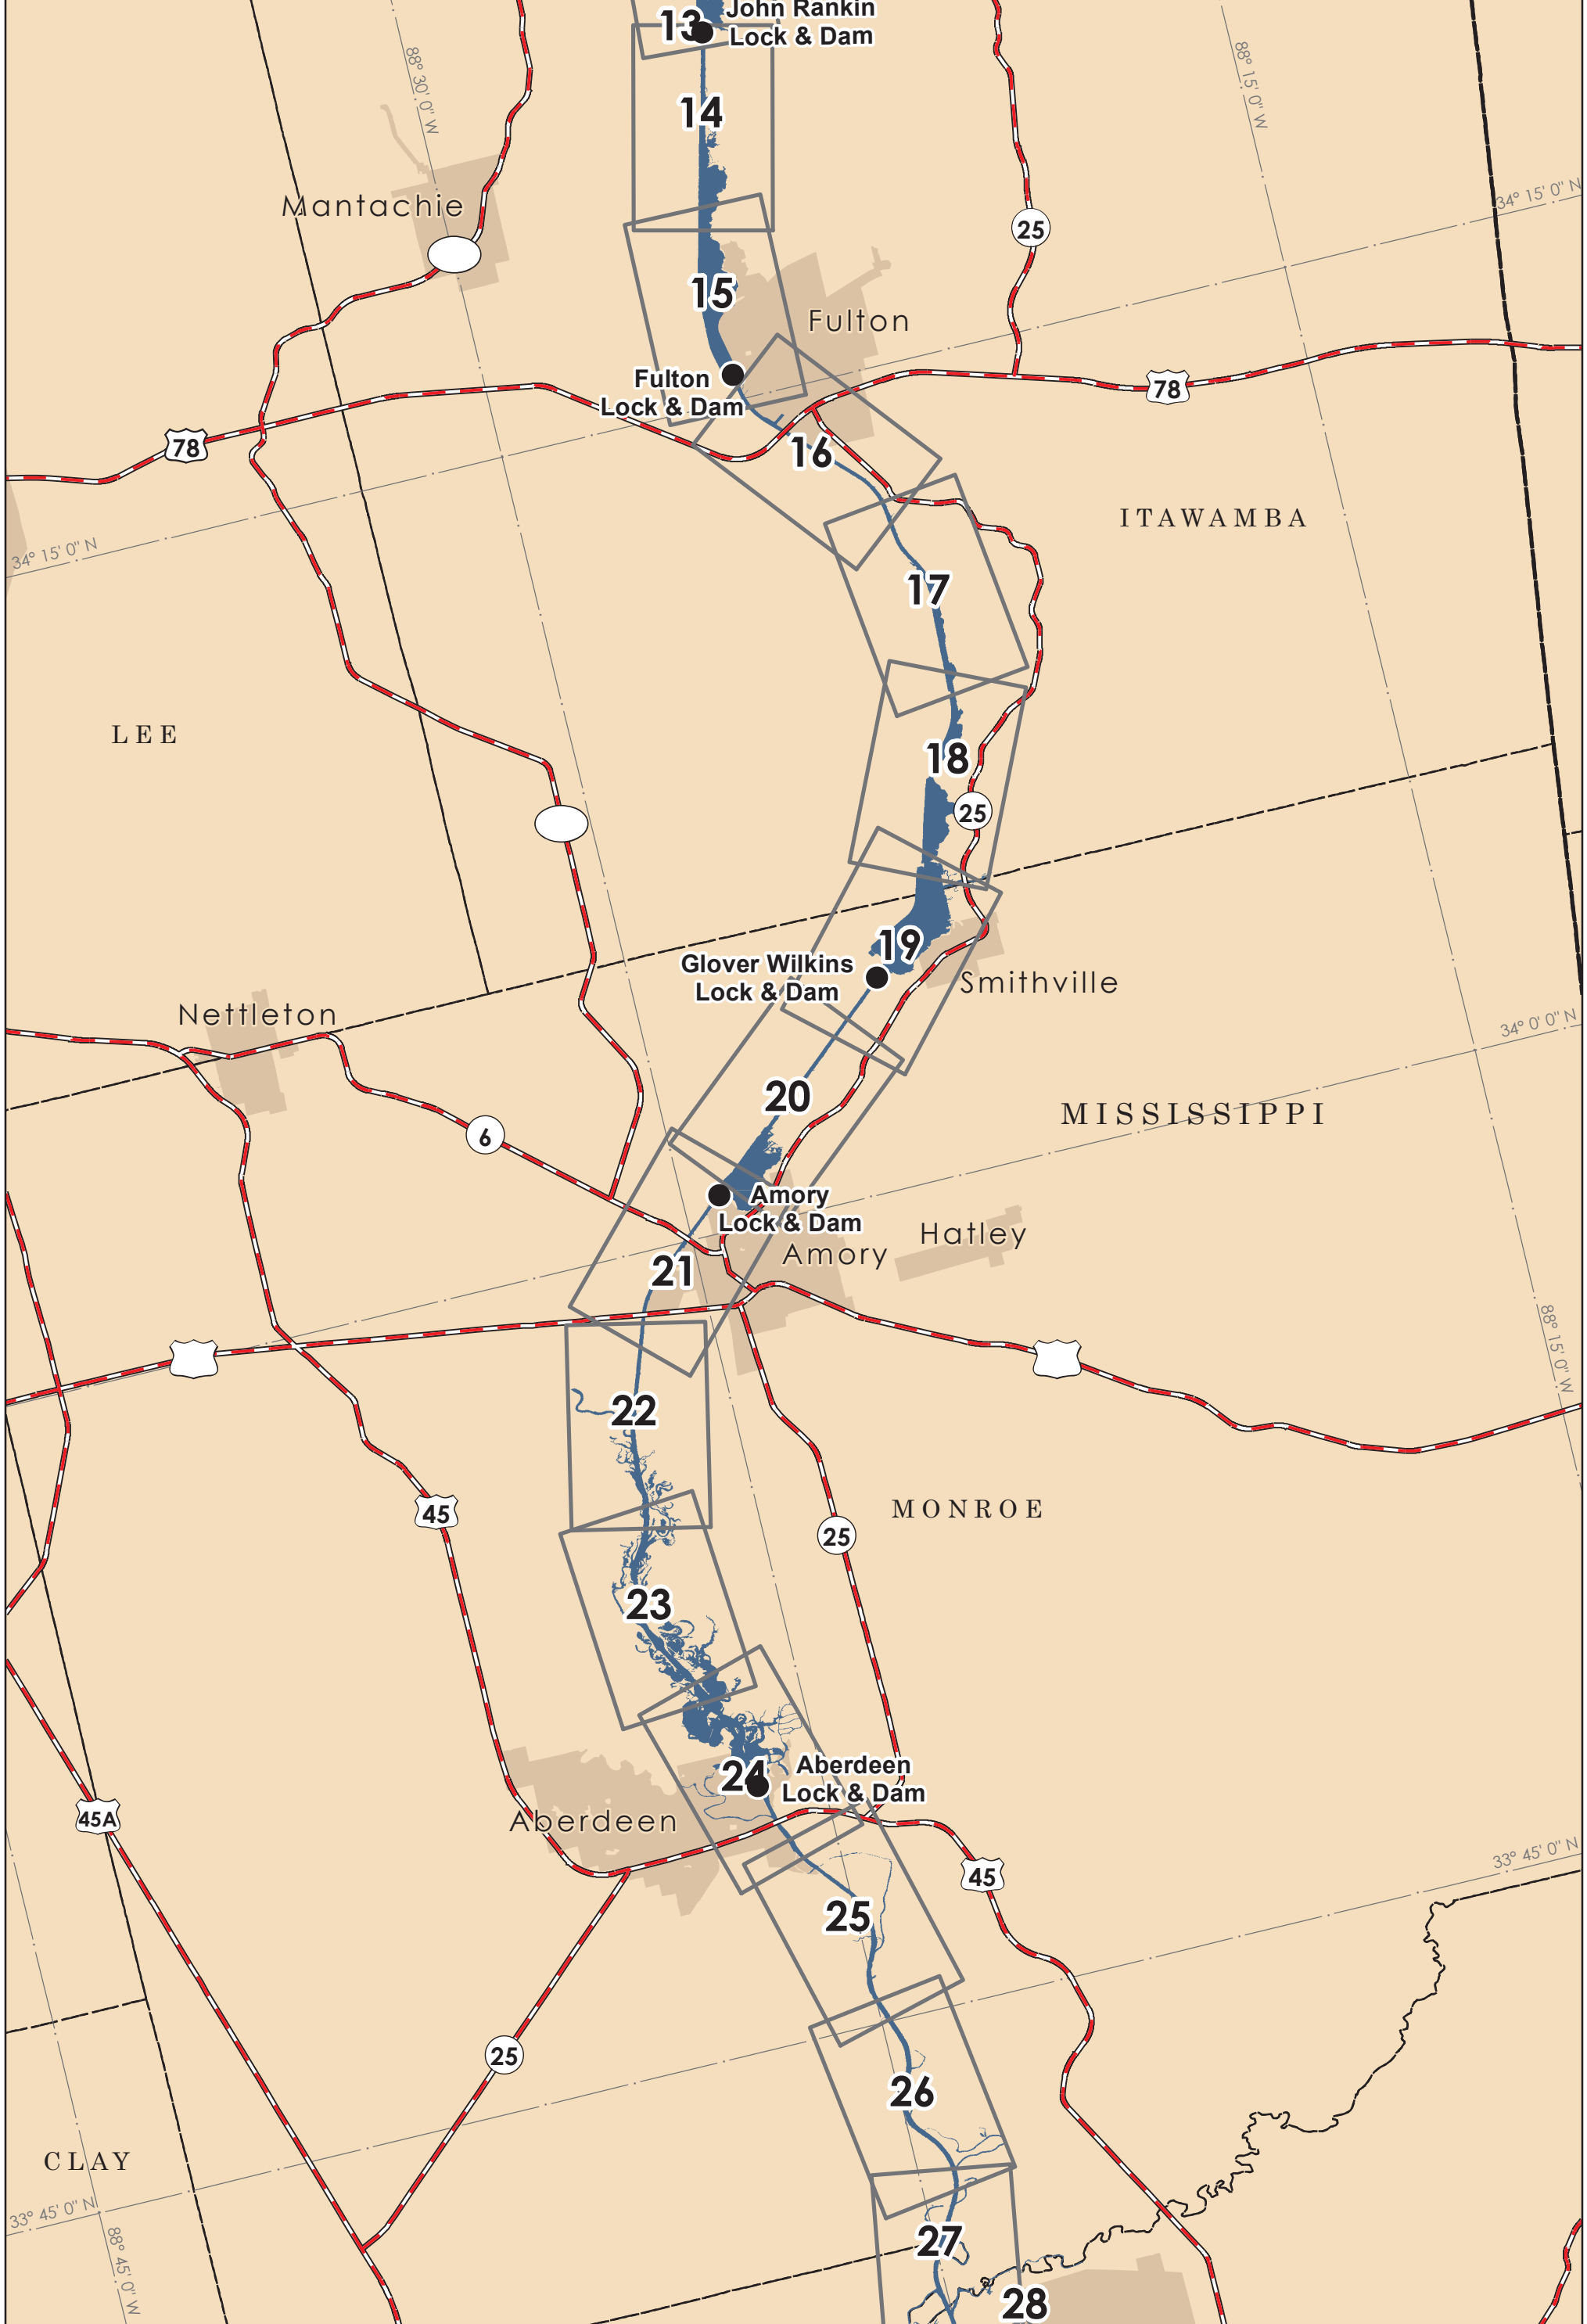 John Rankin
Lock & Dam
13
14
88° 30' 0" W
88° 15' 0" W
34° 15' 0" N
Mantachie
25
15
Fulton
Fulton
Lock & Dam
78
78
16
ITAWAMBA
34° 15' 0" N
17
LEE
18
25
19
Glover Wilkins
Lock & Dam
Smithville
Nettleton
34° 0' 0" N
20
MISSISSIPPI
6
Amory
Lock & Dam
Hatley
Amory
21
88° 15' 0" W
22
45
MONROE
25
23
24
Aberdeen
Lock & Dam
45A
Aberdeen
33° 45' 0" N
45
25
25
26
CLAY
33° 45' 0" N
88° 45' 0" W
27
28